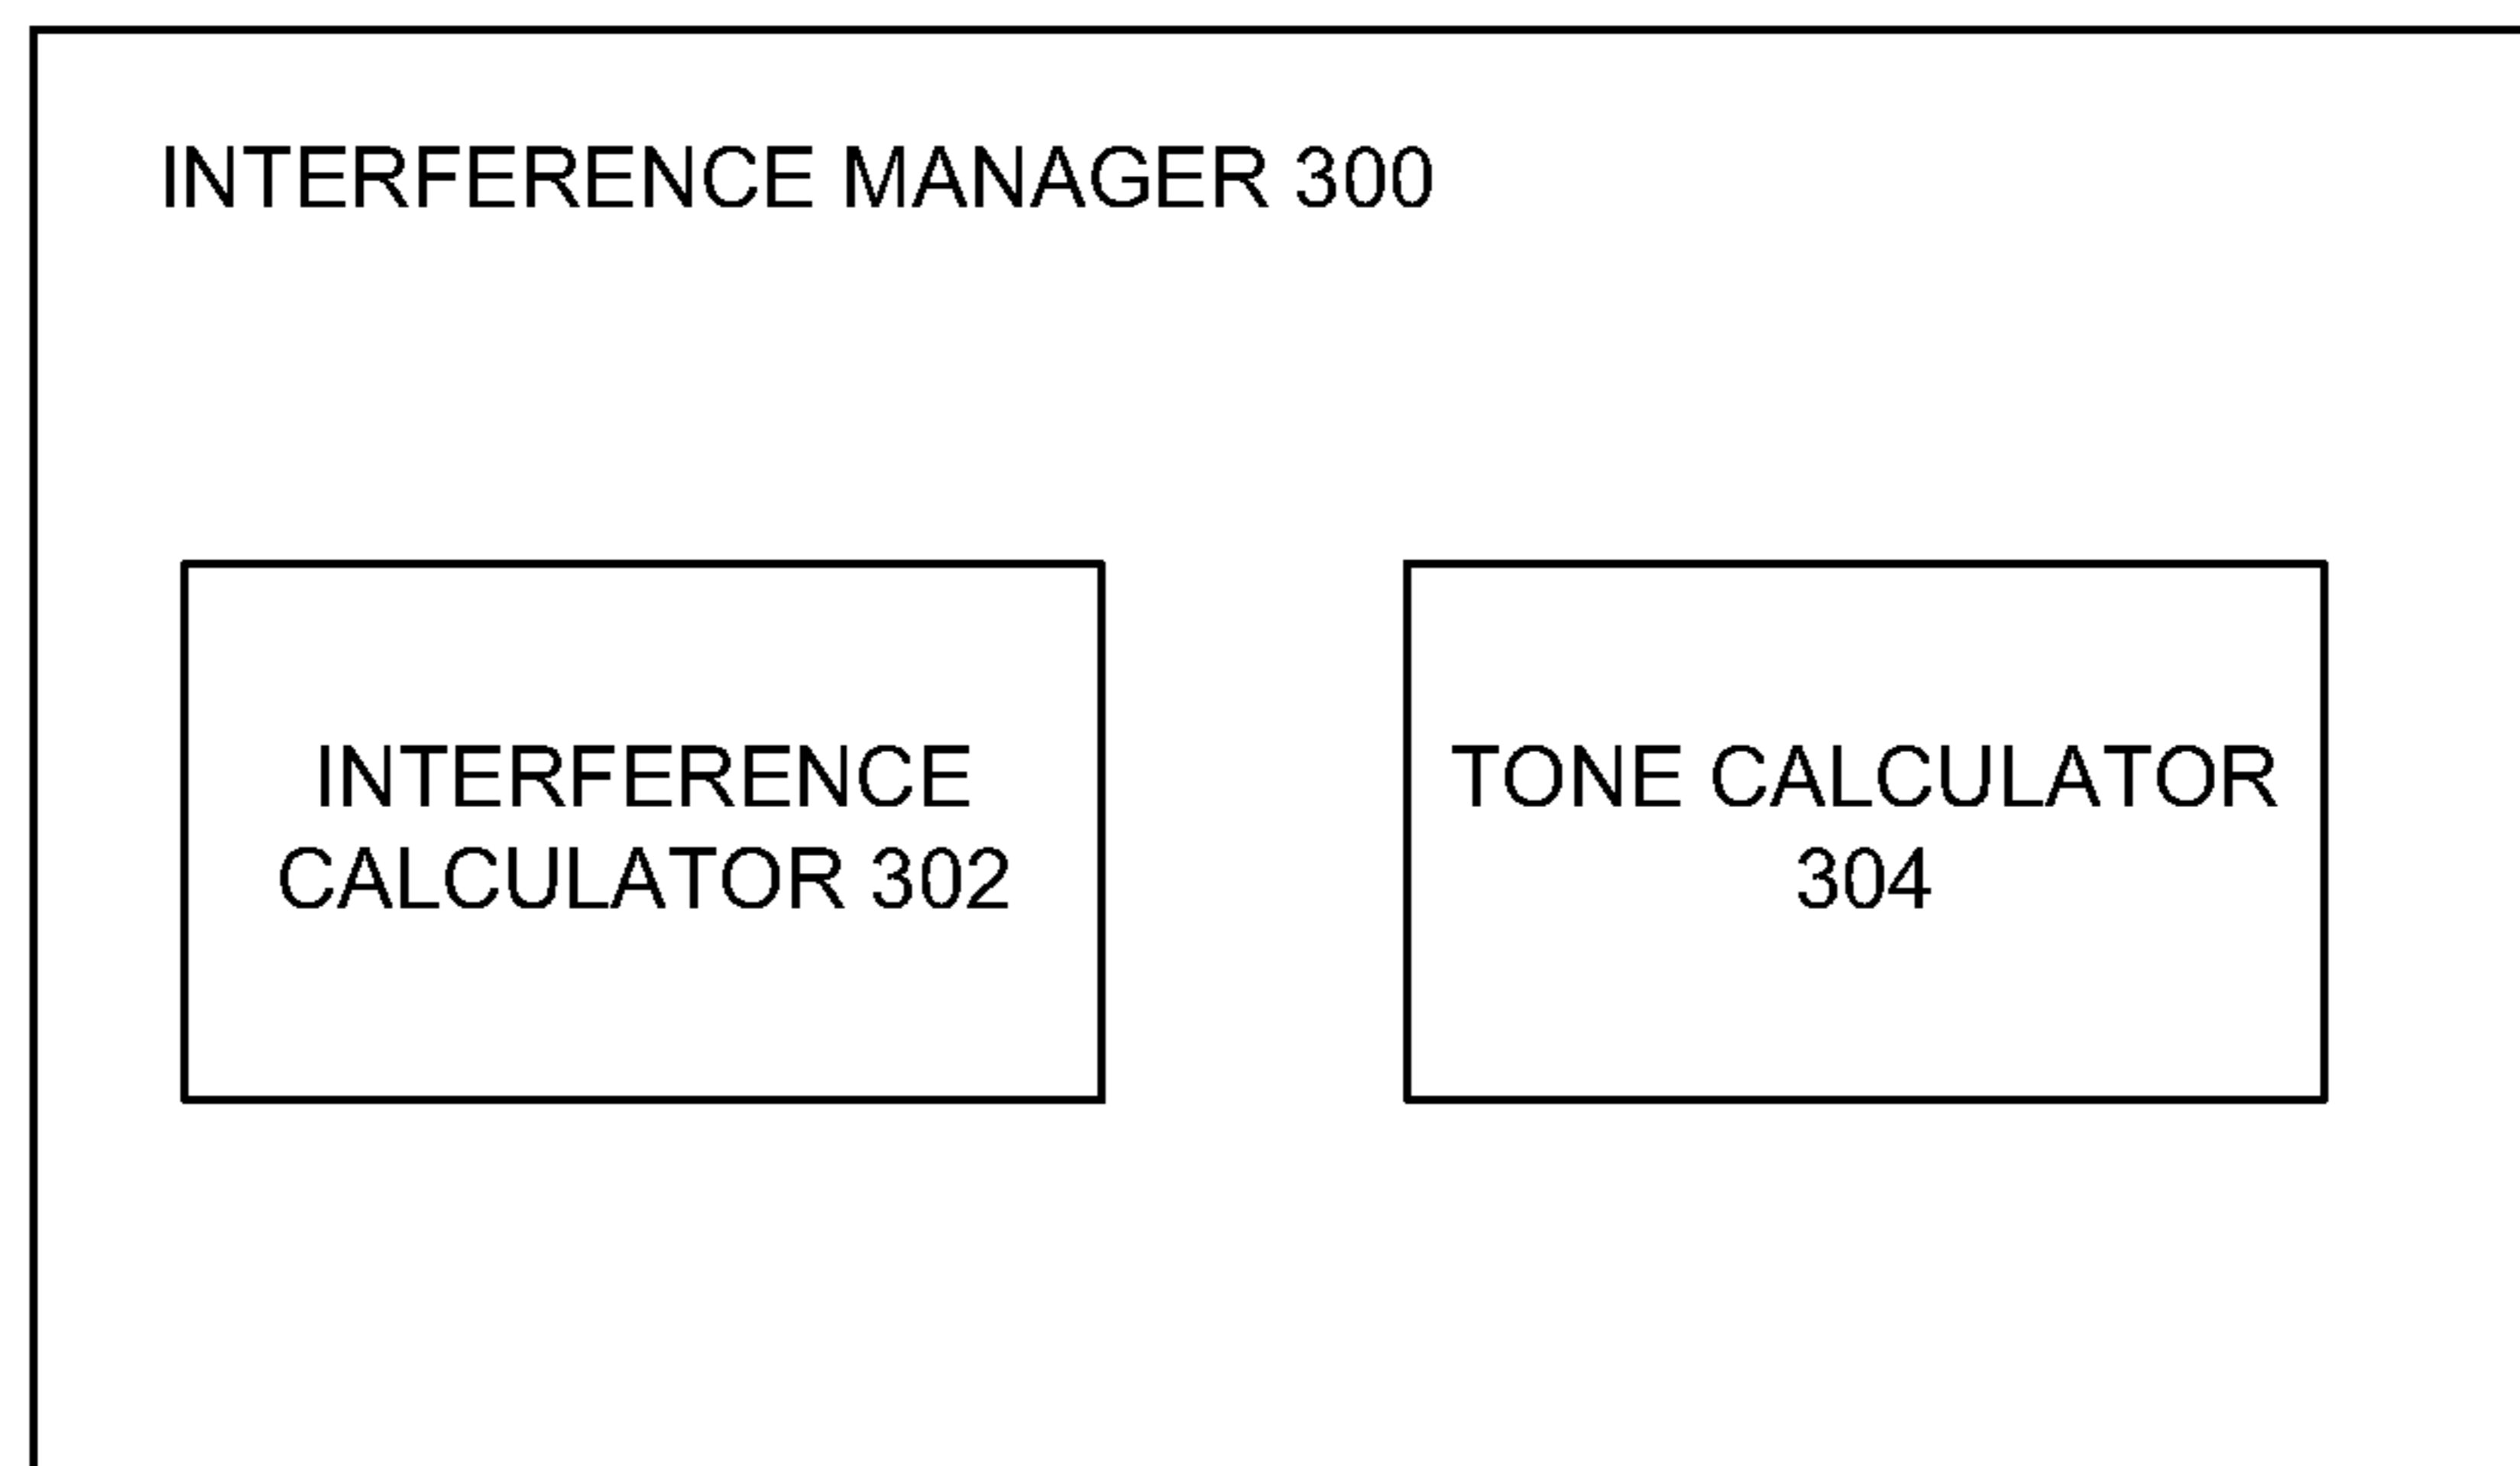 INTERFERENCE MANAGER 300
INTERFERENCE
CALCULATOR 302
TONE CALCULATOR
304